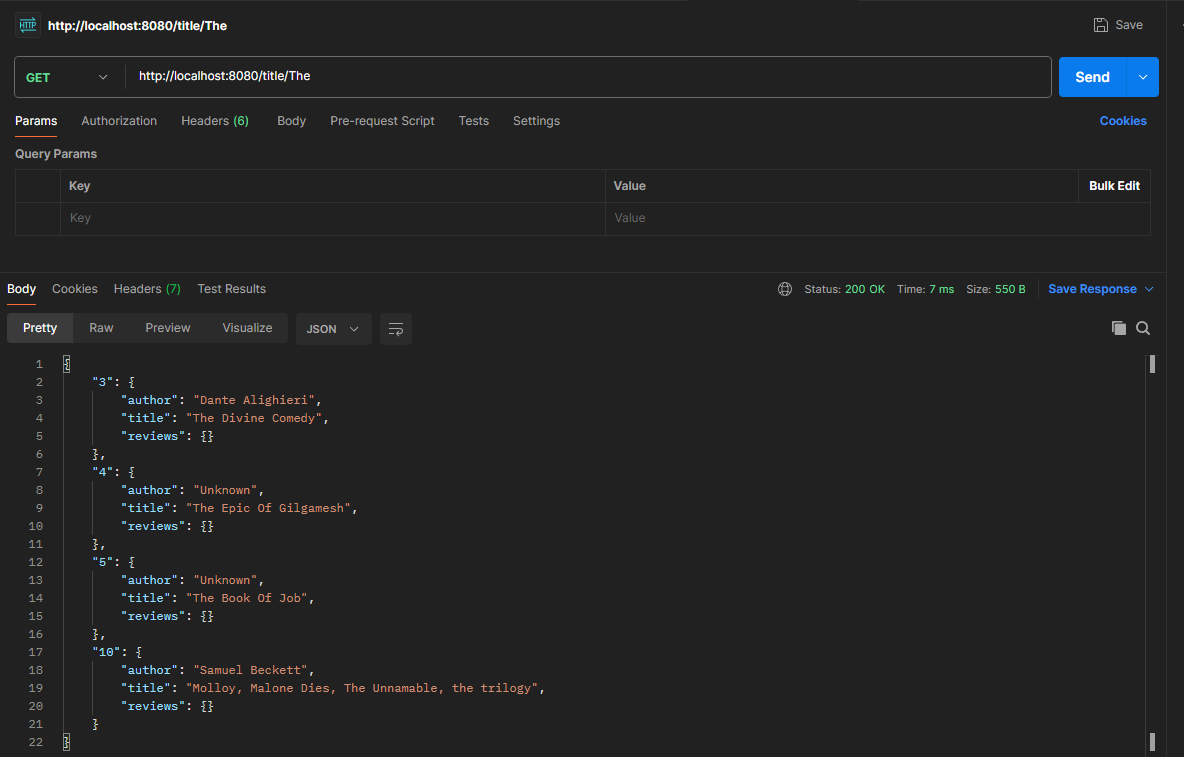 HTTP http://localhost:8080/title/The Save
GET http://localhost:8080/title/The Send
Params Authorization Headers (6) Body Pre-request Script Tests Settings Cookies
Query Params
Key Value Bulk Edit
Key Value
Body Cookies Headers (7) Test Results Status: 200 OK Time: 7 ms Size: 550 B Save Response
Pretty Raw Preview Visualize JSON
1 {
2 "3": {
3 "author": "Dante Alighieri",
4 "title": "The Divine Comedy",
5 "reviews": {}
6 },
7 "4": {
8 "author": "Unknown",
9 "title": "The Epic Of Gilgamesh",
10 "reviews": {}
11 },
12 "5": {
13 "author": "Unknown",
14 "title": "The Book Of Job",
15 "reviews": {}
16 },
17 "10": {
18 "author": "Samuel Beckett",
19 "title": "Molloy, Malone Dies, The Unnamable, the trilogy",
20 "reviews": {}
21 }
22 }